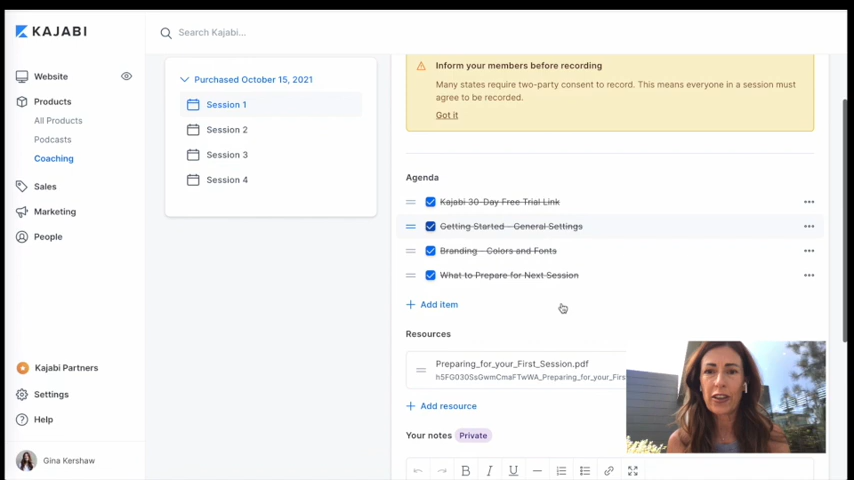 KAJABI
Search Kajabi...
Website
Products
All Products
Podcasts
Coaching
Sales
Marketing
People
Kajabi Partners
Settings
Help
Gina Kershaw
Purchased October 15, 2021
Session 1
Session 2
Session 3
Session 4
Inform your members before recording
Many states require two-party consent to record. This means everyone in a session must
agree to be recorded.
Got it
Agenda
Kajabi 30-Day Free Trial Link
Getting Started - General Settings
Branding - Colors and Fonts
What to Prepare for Next Session
+ Add item
Resources
Preparing_for_your_First_Session.pdf
h5FG030SsGwmCmaFTwWA_Preparing_for_your_Firs
+ Add resource
Your notes Private
B I U